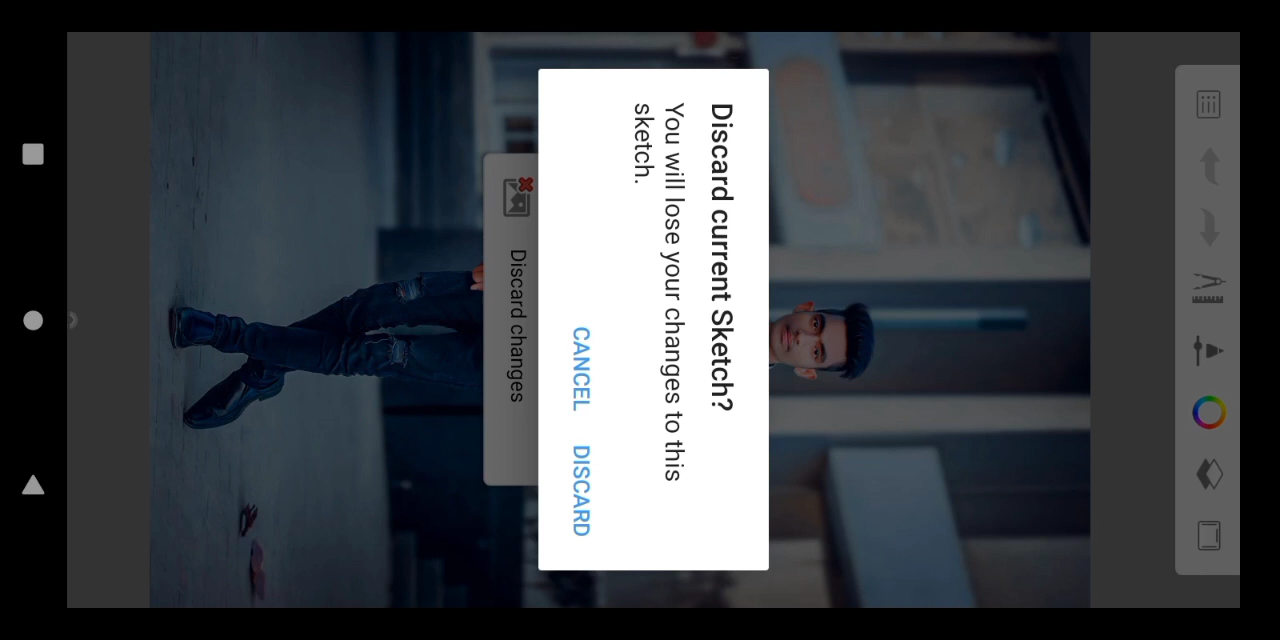 Discard current Sketch?
You will lose your changes to this
sketch.
CANCEL DISCARD
Discard changes